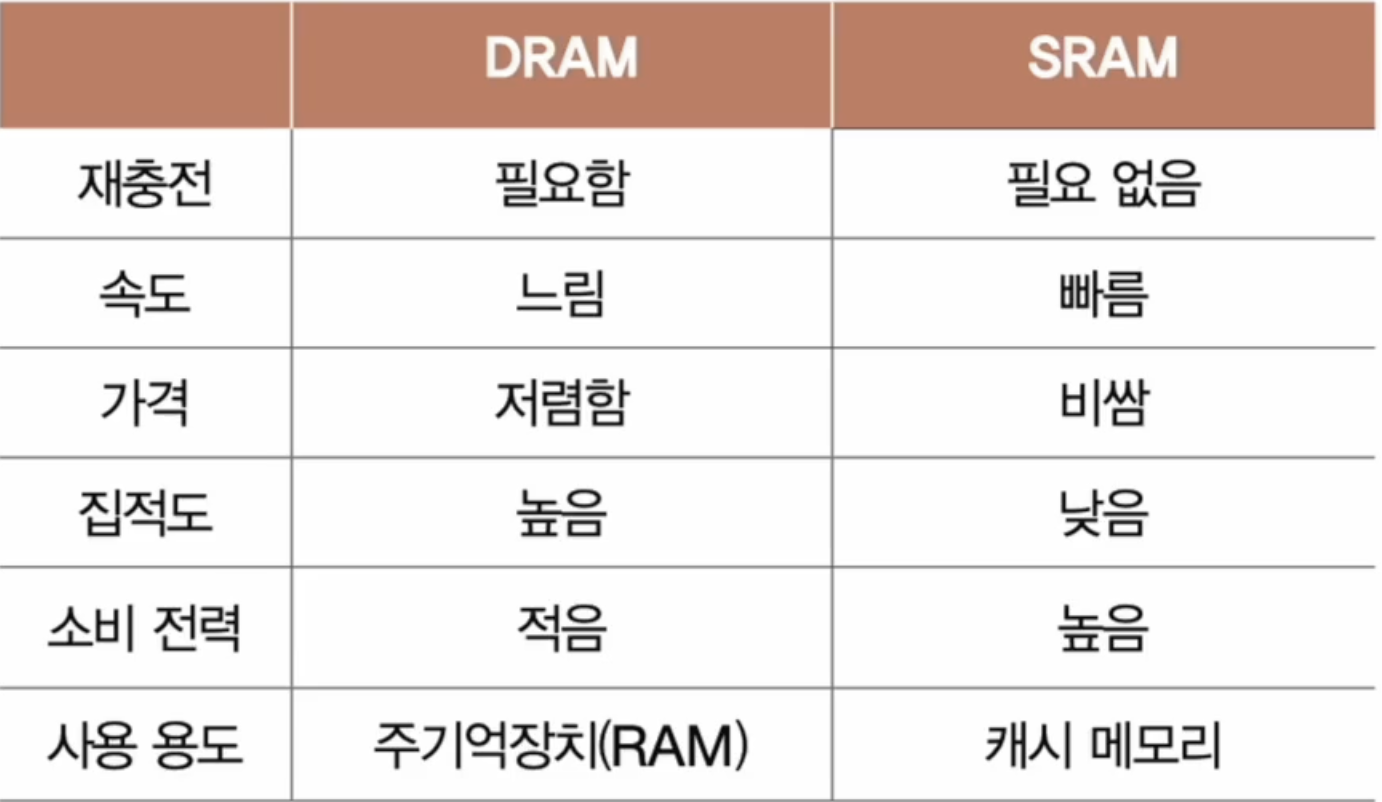 DRAM SRAM
재충전 필요함 필요 없음
속도 느림 빠름
가격 저렴함 비쌈
집적도 높음 낮음
소비 전력 적음 높음
사용 용도 주기억장치(RAM) 캐시 메모리